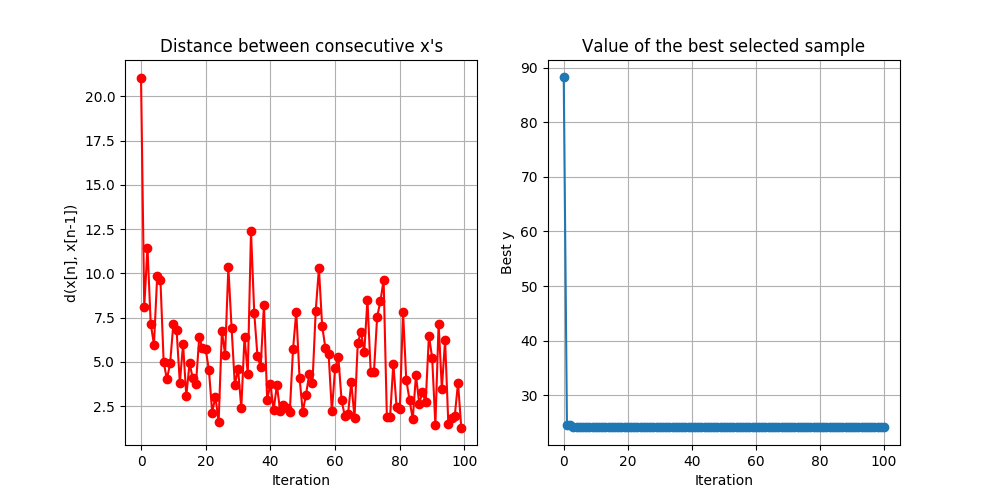 Distance between consecutive x's
d(x[n], x[n-1])
20.0
17.5
15.0
12.5
10.0
7.5
5.0
2.5
0 20 40 60 80 100
Iteration
Value of the best selected sample
Best y
90
80
70
60
50
40
30
0 20 40 60 80 100
Iteration